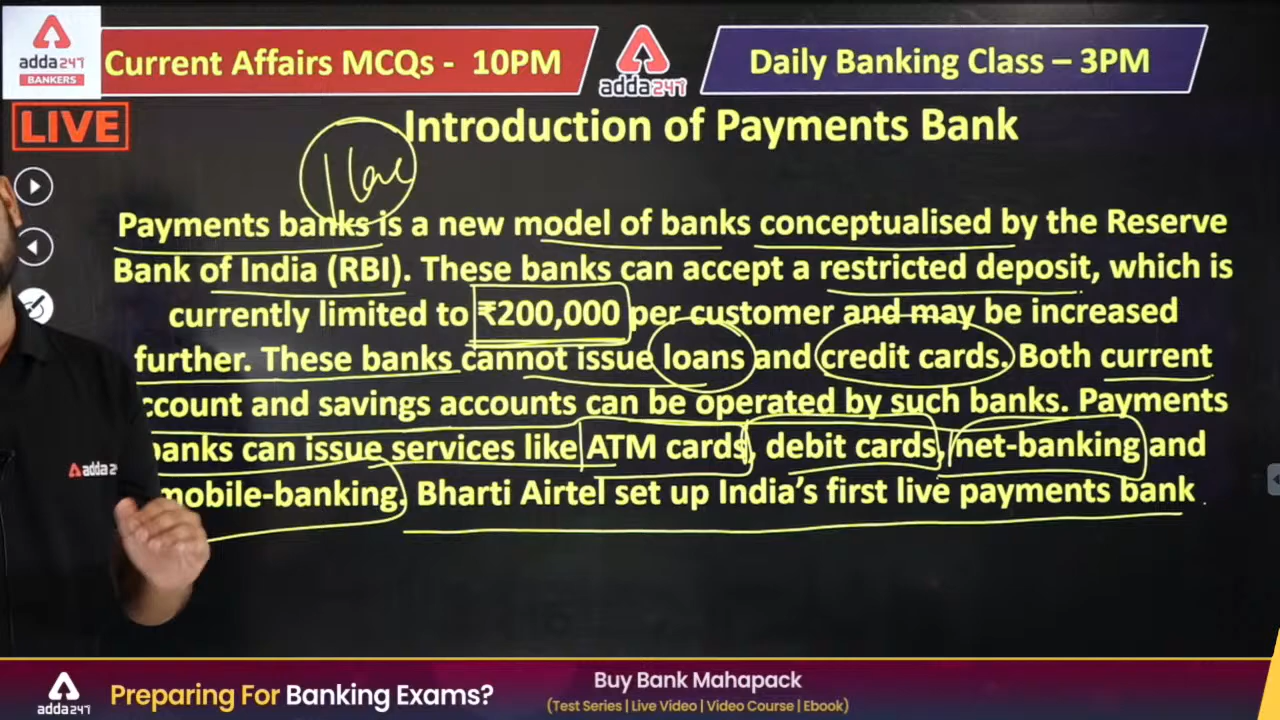 adda247
BANKERS
Current Affairs MCQs - 10PM
adda247
Daily Banking Class – 3PM
LIVE
Introduction of Payments Bank
Payments banks is a new model of banks conceptualised by the Reserve
Bank of India (RBI). These banks can accept a restricted deposit, which is
currently limited to ₹200,000 per customer and may be increased
further. These banks cannot issue loans and credit cards. Both current
ccount and savings accounts can be operated by such banks. Payments
banks can issue services like ATM cards, debit cards, net-banking and
mobile-banking. Bharti Airtel set up India's first live payments bank
adda2
adda247
Preparing For Banking Exams?
Buy Bank Mahapack
(Test Series | Live Video | Video Course | Ebook)